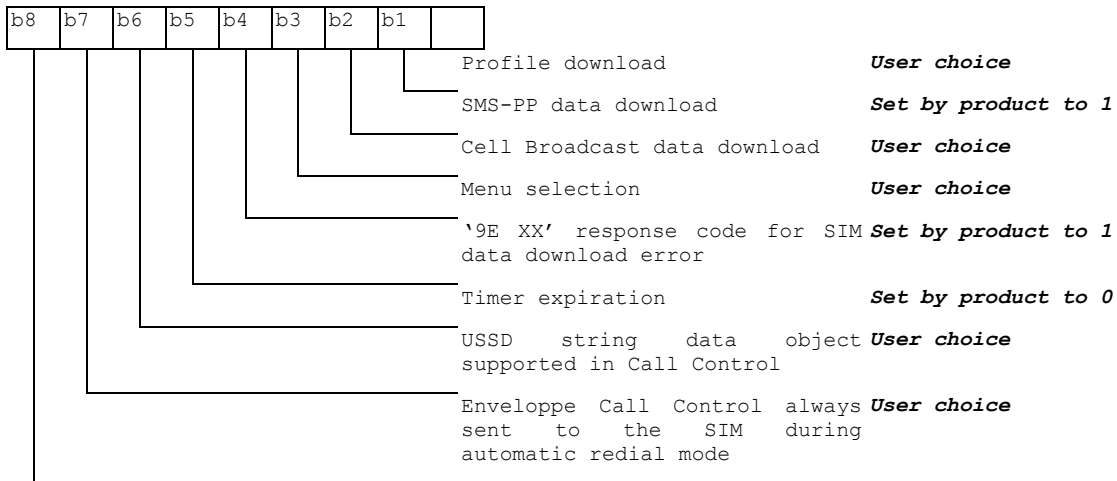 b8 b7 b6 b5 b4 b3 b2 b1
Profile download User choice
SMS-PP data download Set by product to 1
Cell Broadcast data download User choice
Menu selection User choice
‘9E XX’ response code for SIM Set by product to 1
data download error
Timer expiration Set by product to 0
USSD string data object User choice
supported in Call Control
Enveloppe Call Control always User choice
sent to the SIM during
automatic redial mode